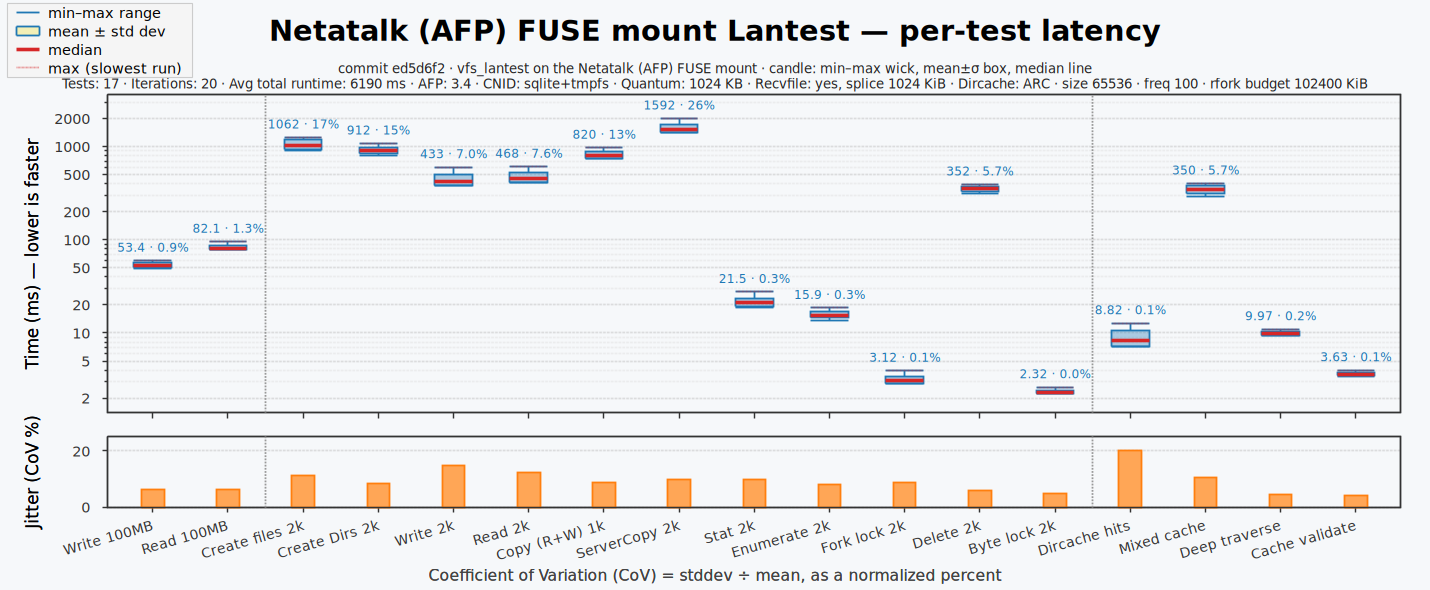 min–max range
mean ± std dev
median
max (slowest run)
Netatalk (AFP) FUSE mount Lantest — per-test latency
commit ed5d6f2 · vfs_lantest on the Netatalk (AFP) FUSE mount · candle: min–max wick, mean±σ box, median line
Tests: 17 · Iterations: 20 · Avg total runtime: 6190 ms · AFP: 3.4 · CNID: sqlite+tmpfs · Quantum: 1024 KB · Recvfile: yes, splice 1024 KiB · Dircache: ARC · size 65536 · freq 100 · rfork budget 102400 KiB
Time (ms) — lower is faster
2000
1000
500
200
100
50
20
10
5
2
53.4 · 0.9%
82.1 · 1.3%
1062 · 17%
912 · 15%
433 · 7.0%
468 · 7.6%
820 · 13%
1592 · 26%
21.5 · 0.3%
15.9 · 0.3%
3.12 · 0.1%
352 · 5.7%
2.32 · 0.0%
8.82 · 0.1%
350 · 5.7%
9.97 · 0.2%
3.63 · 0.1%
Jitter (CoV %)
20
0
Write 100MB
Read 100MB
Create files 2k
Create Dirs 2k
Write 2k
Read 2k
Copy (R+W) 1k
ServerCopy 2k
Stat 2k
Enumerate 2k
Fork lock 2k
Delete 2k
Byte lock 2k
Dircache hits
Mixed cache
Deep traverse
Cache validate
Coefficient of Variation (CoV) = stddev ÷ mean, as a normalized percent